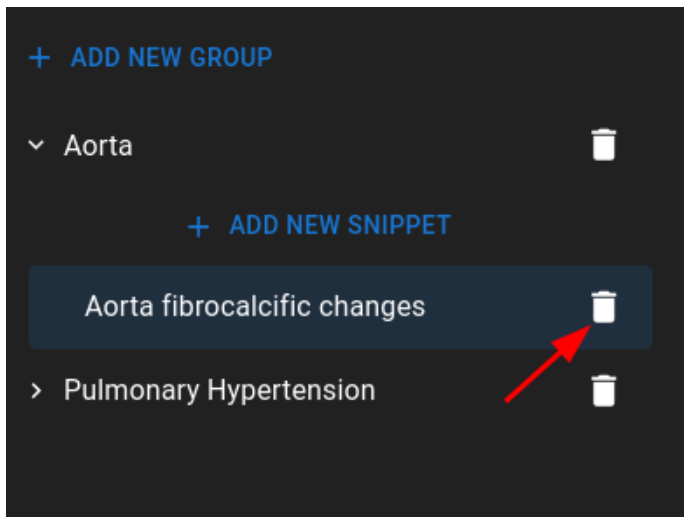 ADD NEW GROUP
Aorta
ADD NEW SNIPPET
Aorta fibrocalcific changes
Pulmonary Hypertension